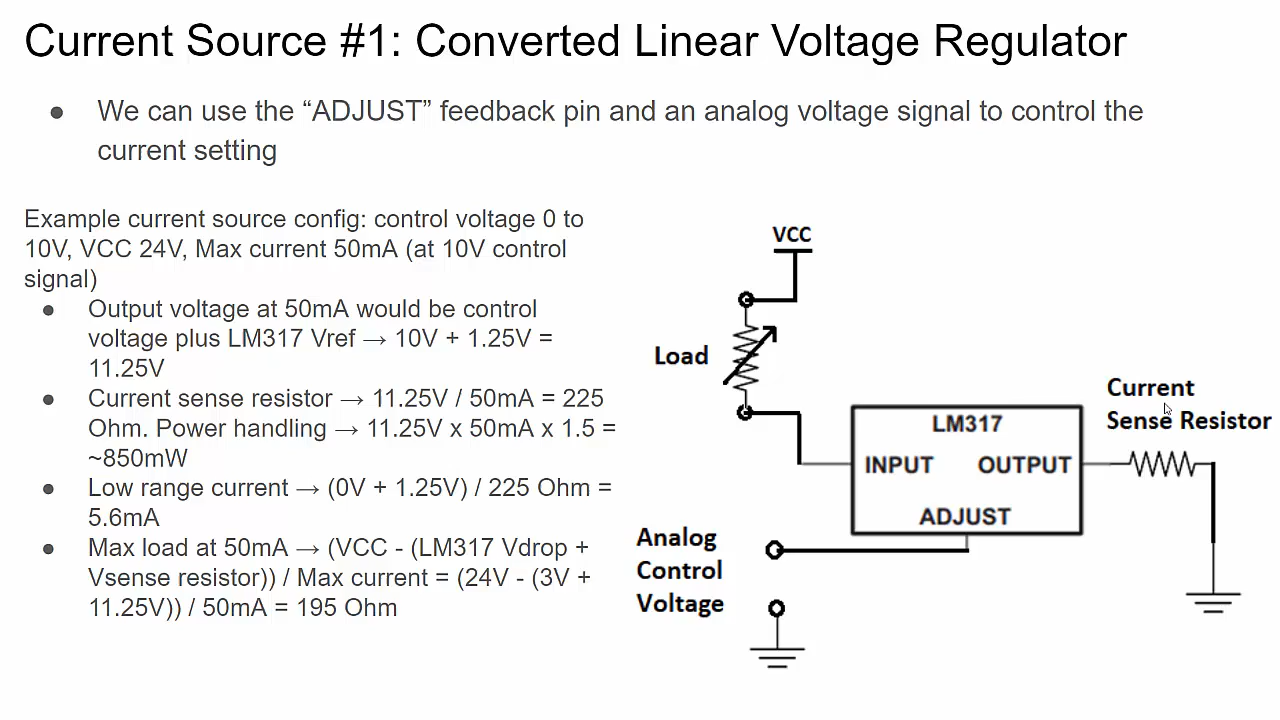 Current Source #1: Converted Linear Voltage Regulator
● We can use the “ADJUST” feedback pin and an analog voltage signal to control the
current setting
Example current source config: control voltage 0 to
10V, VCC 24V, Max current 50mA (at 10V control
signal)
● Output voltage at 50mA would be control
voltage plus LM317 Vref → 10V + 1.25V =
11.25V
● Current sense resistor → 11.25V / 50mA = 225
Ohm. Power handling → 11.25V x 50mA x 1.5 =
~850mW
● Low range current → (0V + 1.25V) / 225 Ohm =
5.6mA
● Max load at 50mA → (VCC - (LM317 Vdrop +
Vsense resistor)) / Max current = (24V - (3V +
11.25V)) / 50mA = 195 Ohm
VCC
Load
Current
Sense Resistor
LM317
INPUT OUTPUT
ADJUST
Analog
Control
Voltage